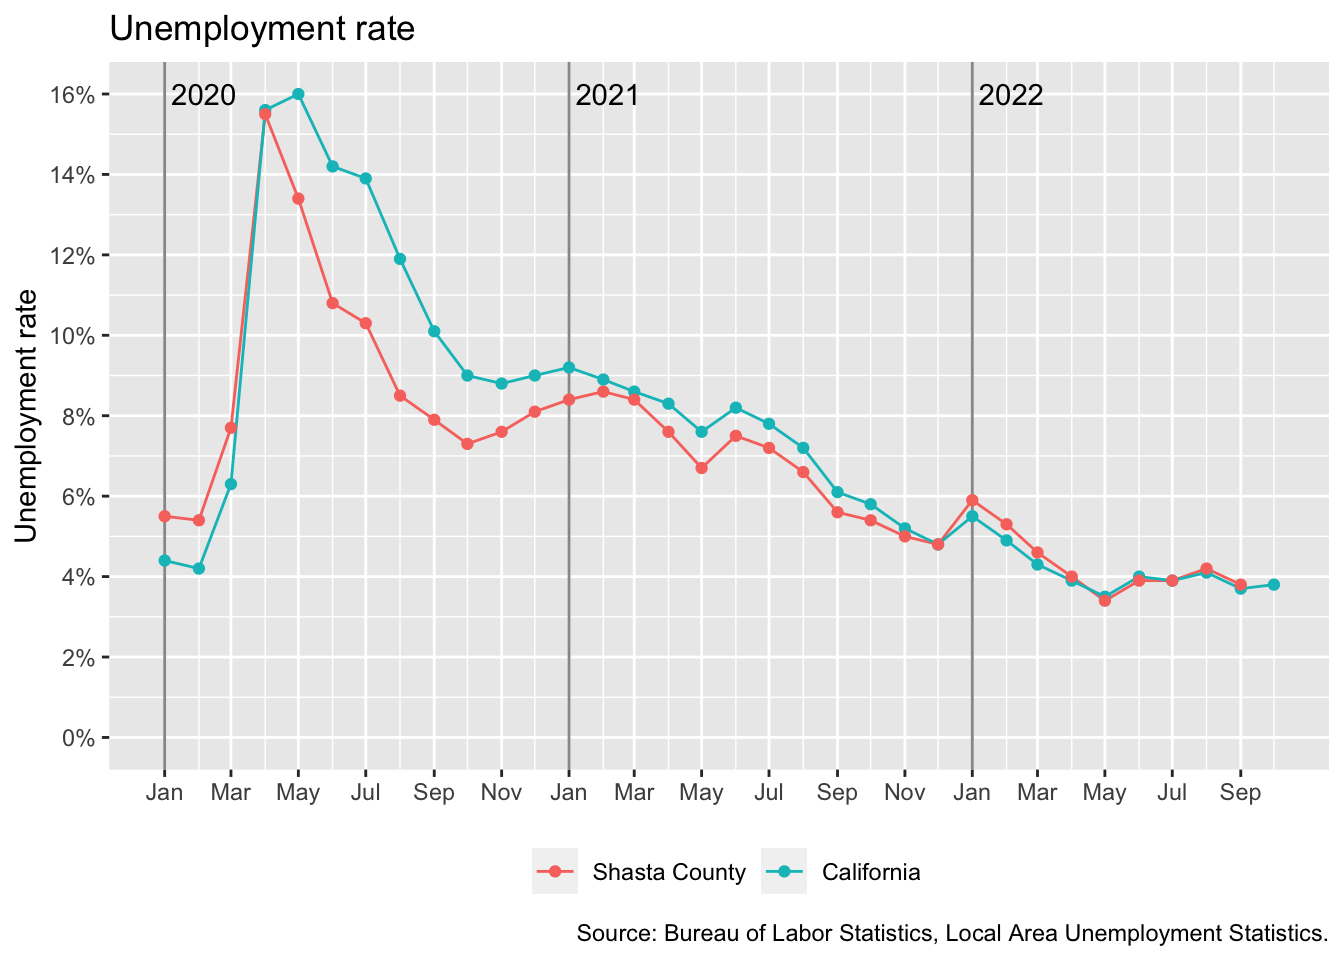 Unemployment rate
Unemployment rate
16%
14%
12%
10%
8%
6%
4%
2%
0%
2020
2021
2022
Jan Mar May Jul Sep Nov Jan Mar May Jul Sep Nov Jan Mar May Jul Sep
Shasta County California
Source: Bureau of Labor Statistics, Local Area Unemployment Statistics.